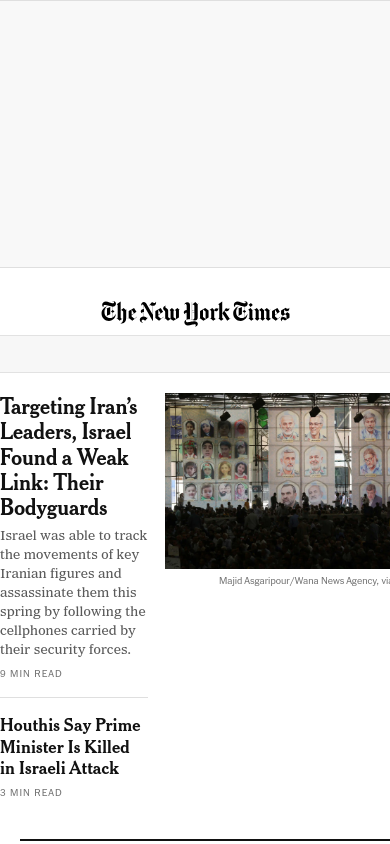 The New York Times
Targeting Iran’s
Leaders, Israel
Found a Weak
Link: Their
Bodyguards
Israel was able to track
the movements of key
Iranian figures and
assassinate them this
spring by following the
cellphones carried by
their security forces.
9 MIN READ
Majid Asgaripour/Wana News Agency, via
Houthis Say Prime
Minister Is Killed
in Israeli Attack
3 MIN READ